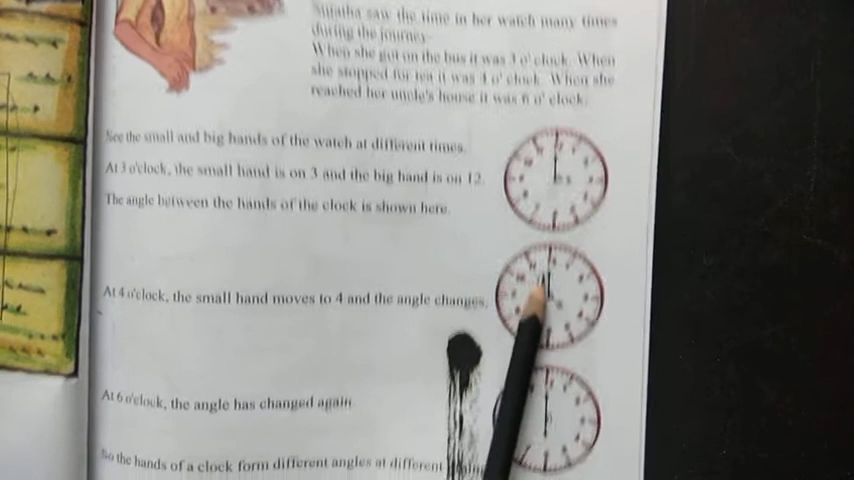 saw the time in her watch many times
during the journey
When she got on the bus it was 3 o' clock. When
she stopped for tea it was 4 o' clock. When she
reached her uncle's house it was 6 o' clock.
See the small and big hands of the watch at different times.
At 3 o'clock, the small hand is on 3 and the big hand is on 12.
The angle between the hands of the clock is shown here.
At 4 o'clock, the small hand moves to 4 and the angle changes.
At 6 o'clock, the angle has changed again
So the hands of a clock form different angles at different